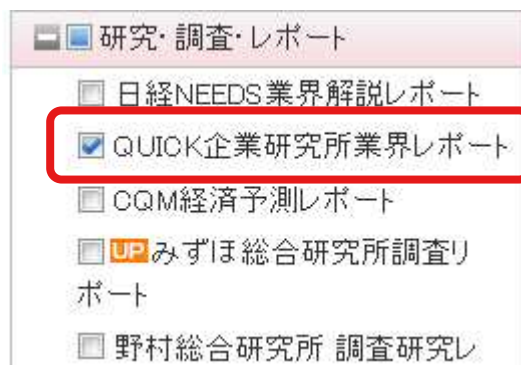 研究・調査・レポート
日経NEEDS業界解説レポート
QUICK企業研究所業界レポート
CQM経済予測レポート
UPみずほ総合研究所調査リ
ポート
野村総合研究所 調査研究レ